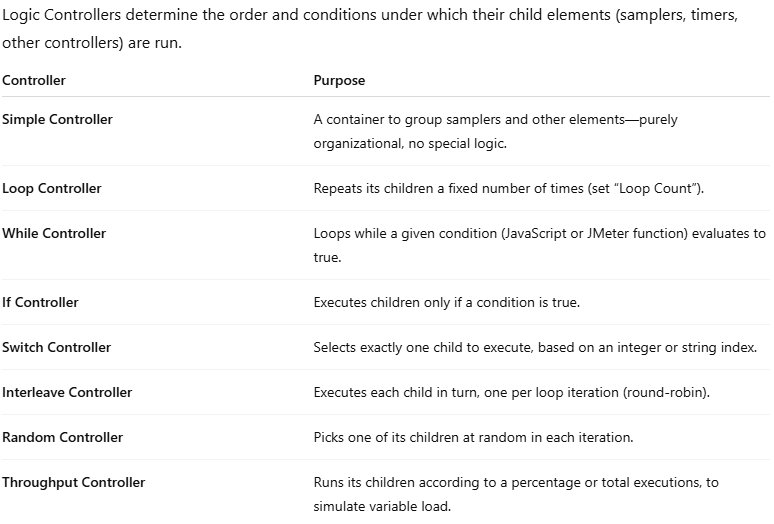 Logic Controllers determine the order and conditions under which their child elements (samplers, timers,
other controllers) are run.
Controller Purpose
Simple Controller A container to group samplers and other elements—purely
organizational, no special logic.
Loop Controller Repeats its children a fixed number of times (set “Loop Count”).
While Controller Loops while a given condition (JavaScript or JMeter function) evaluates to
true.
If Controller Executes children only if a condition is true.
Switch Controller Selects exactly one child to execute, based on an integer or string index.
Interleave Controller Executes each child in turn, one per loop iteration (round-robin).
Random Controller Picks one of its children at random in each iteration.
Throughput Controller Runs its children according to a percentage or total executions, to
simulate variable load.